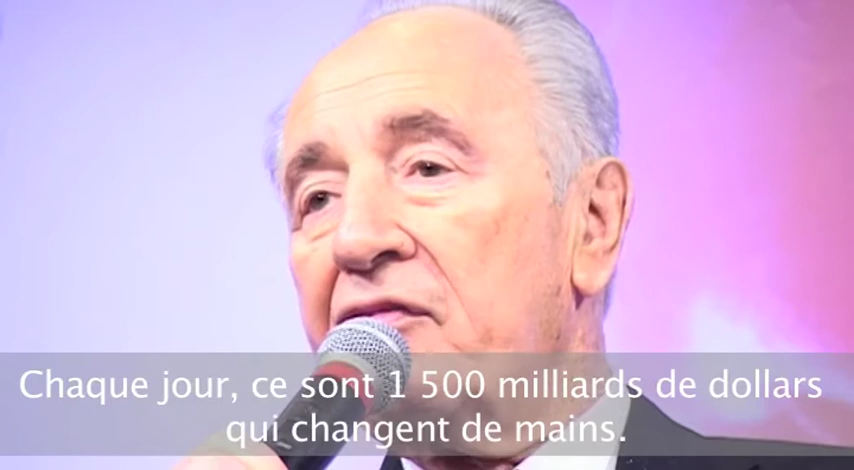 Chaque jour, ce sont 1 500 milliards de dollars
qui changent de mains.